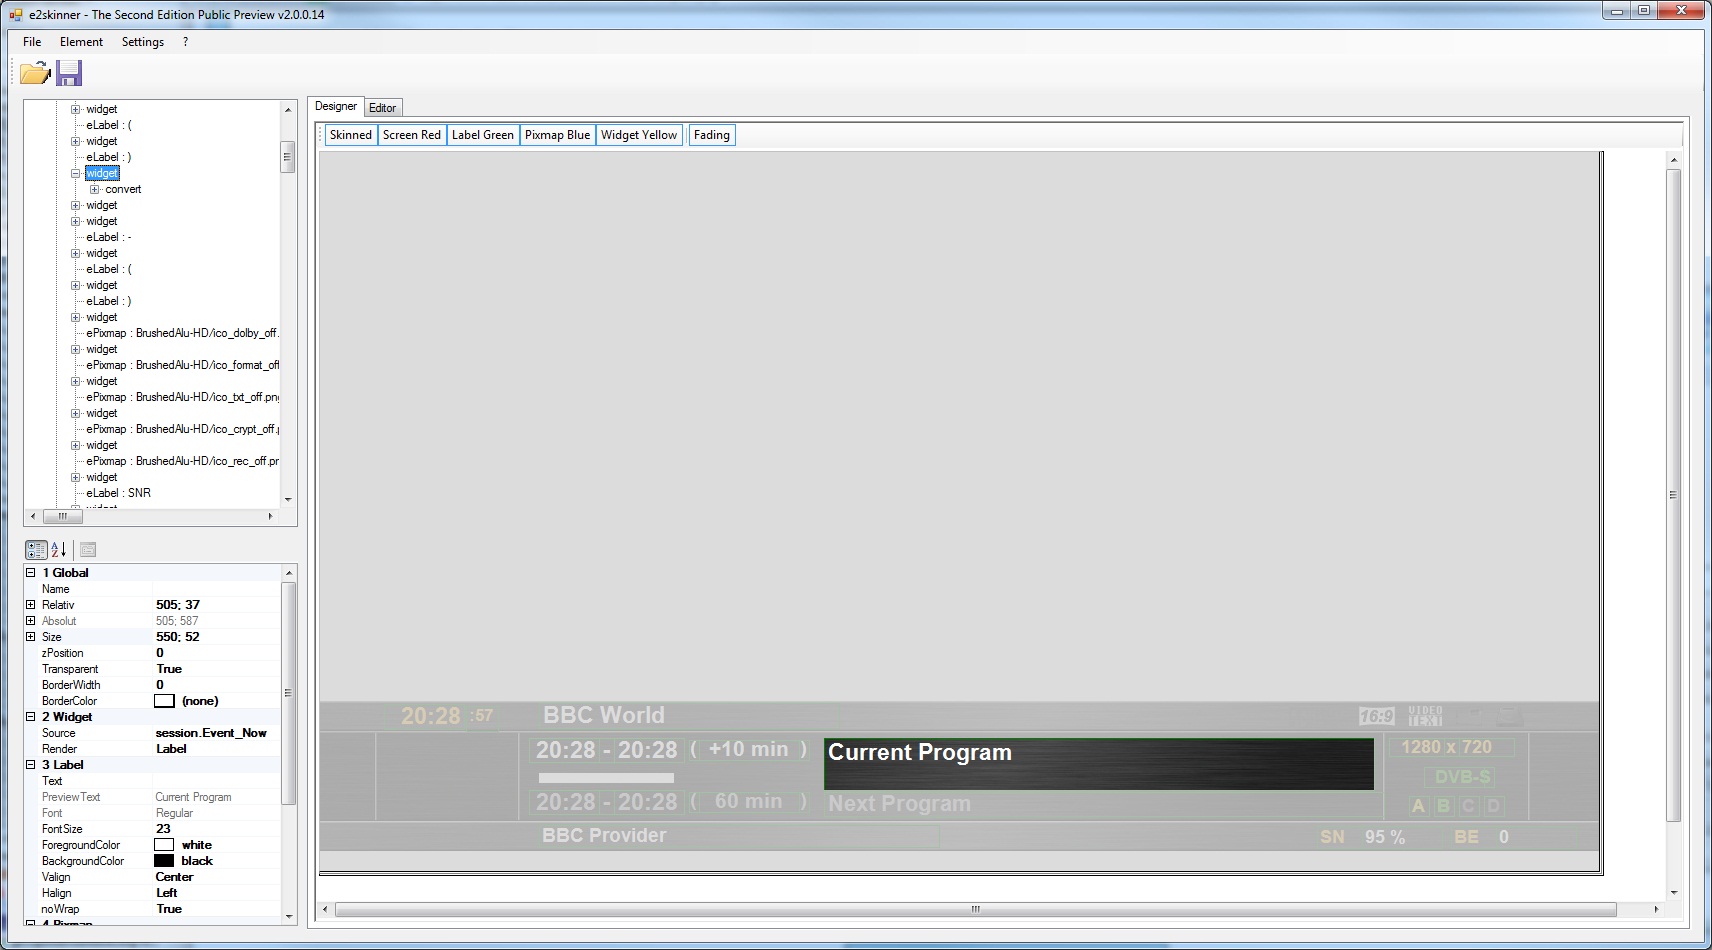 e2skinner - The Second Edition Public Preview v2.0.0.14
File Element Settings ?
Designer Editor
Skinned Screen Red Label Green Pixmap Blue Widget Yellow Fading
widget
eLabel : (
widget
eLabel : )
widget
convert
widget
widget
eLabel : -
widget
eLabel : (
widget
eLabel : )
widget
ePixmap : BrushedAlu-HD/ico_dolby_off.
widget
ePixmap : BrushedAlu-HD/ico_format_off
widget
ePixmap : BrushedAlu-HD/ico_txt_off.png
widget
ePixmap : BrushedAlu-HD/ico_crypt_off.p
widget
ePixmap : BrushedAlu-HD/ico_rec_off.pr
widget
eLabel : SNR
widget
1 Global
Name
Relativ 505; 37
Absolut 505; 587
Size 550; 52
zPosition 0
Transparent True
BorderWidth 0
BorderColor (none)
2 Widget
Source session.Event_Now
Render Label
3 Label
Text
PreviewText Current Program
Font Regular
FontSize 23
ForegroundColor white
BackgroundColor black
Valign Center
Halign Left
noWrap True
4 Pixmap
20:28 :57 BBC World 16:9 VIDEO TEXT
20:28 - 20:28 ( +10 min ) Current Program 1280 x 720
DVB-S
20:28 - 20:28 ( 60 min ) Next Program A B C D
BBC Provider SN 95 % BE 0